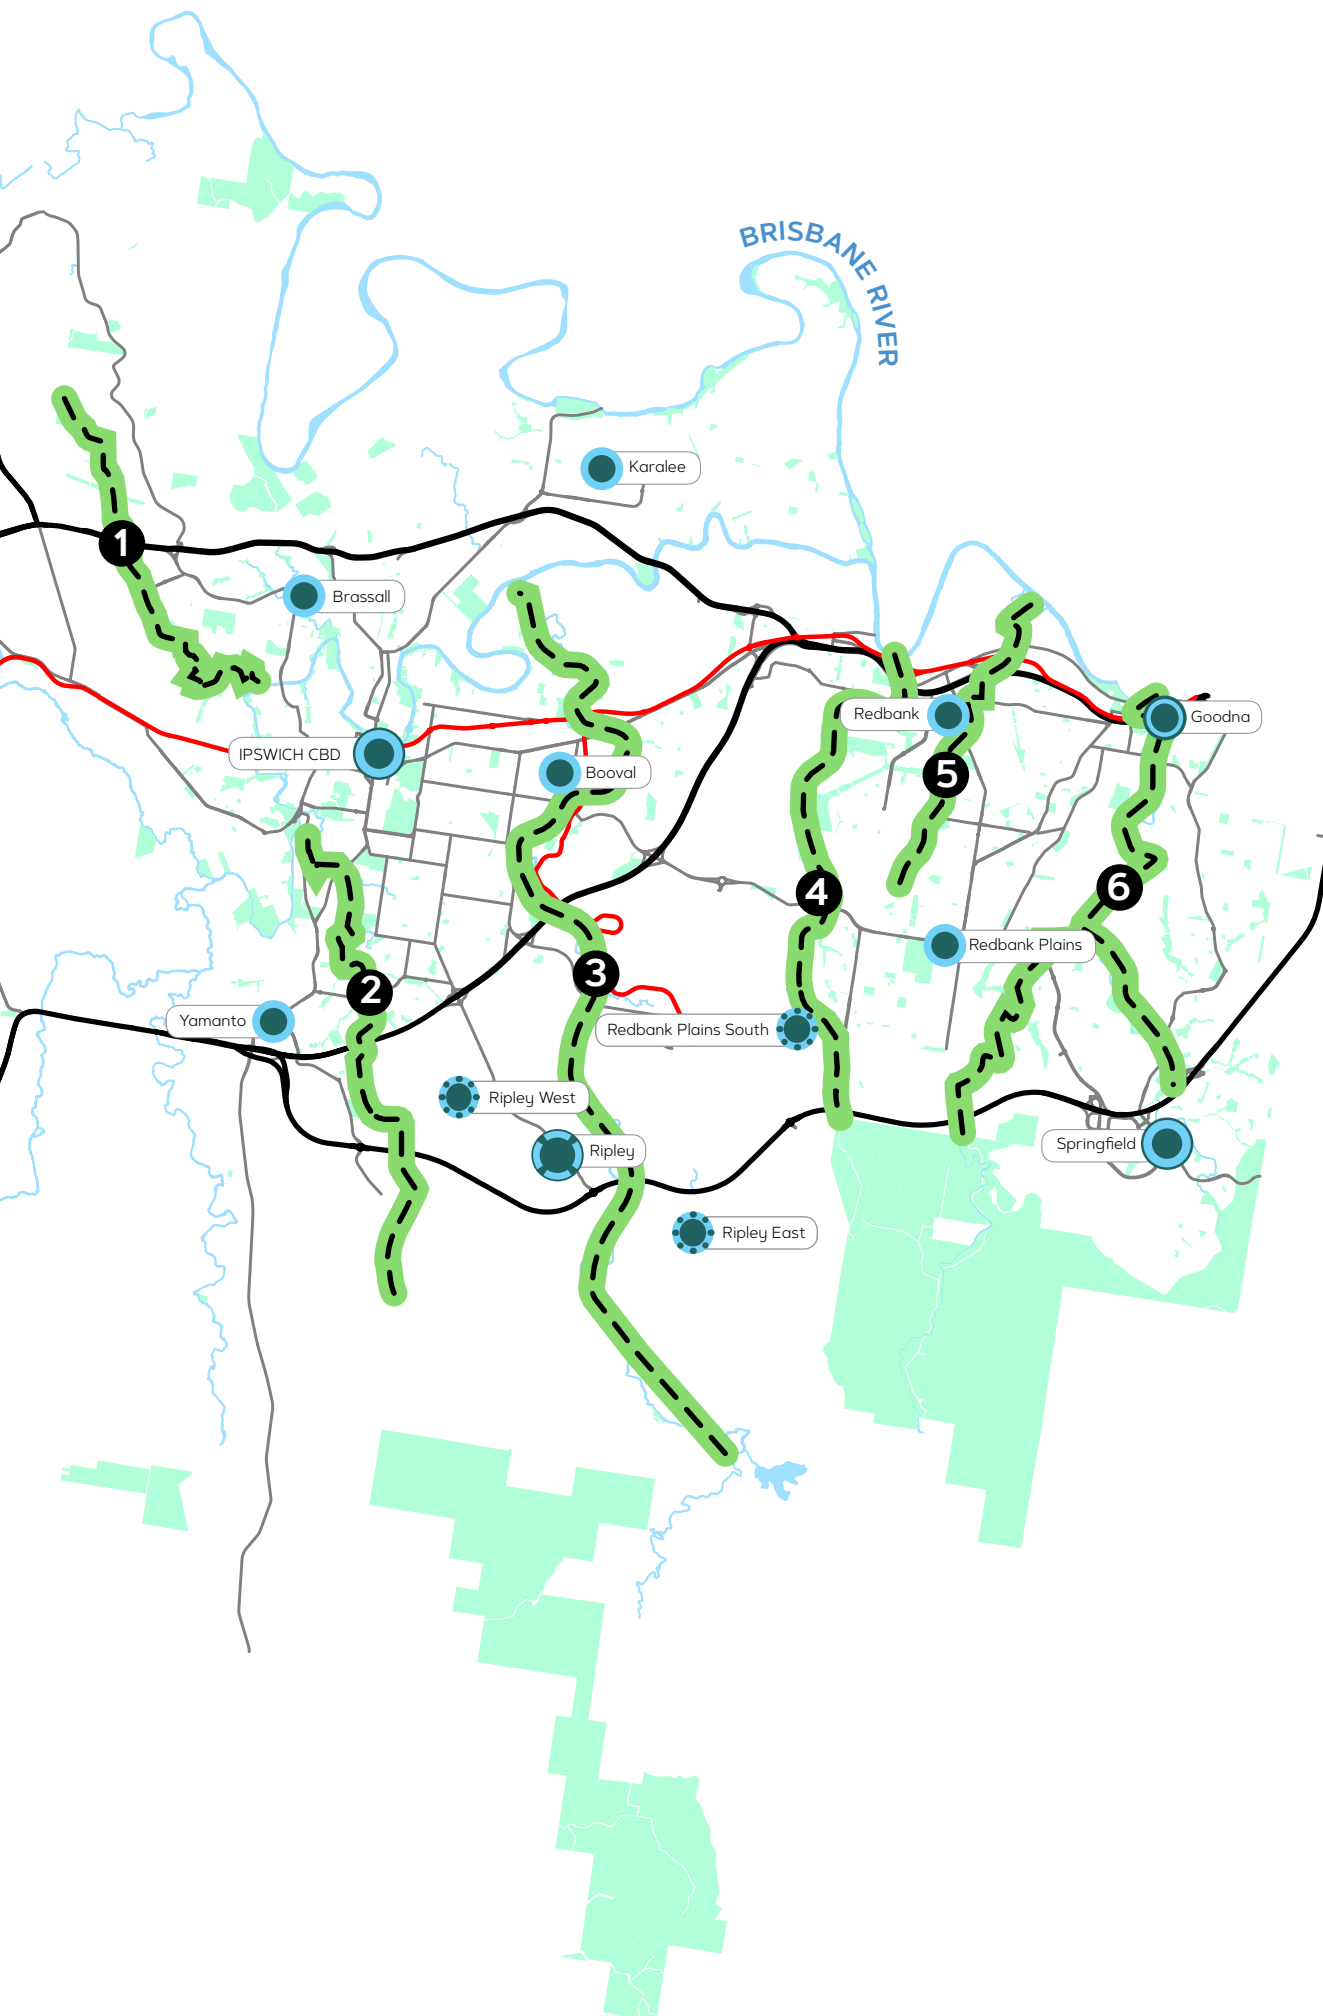 BRISBANE RIVER
Karalee
1
Brassall
Redbank
Goodna
IPSWICH CBD
Booval
5
6
4
Redbank Plains
3
2
Yamanto
Redbank Plains South
Ripley West
Springfield
Ripley
Ripley East